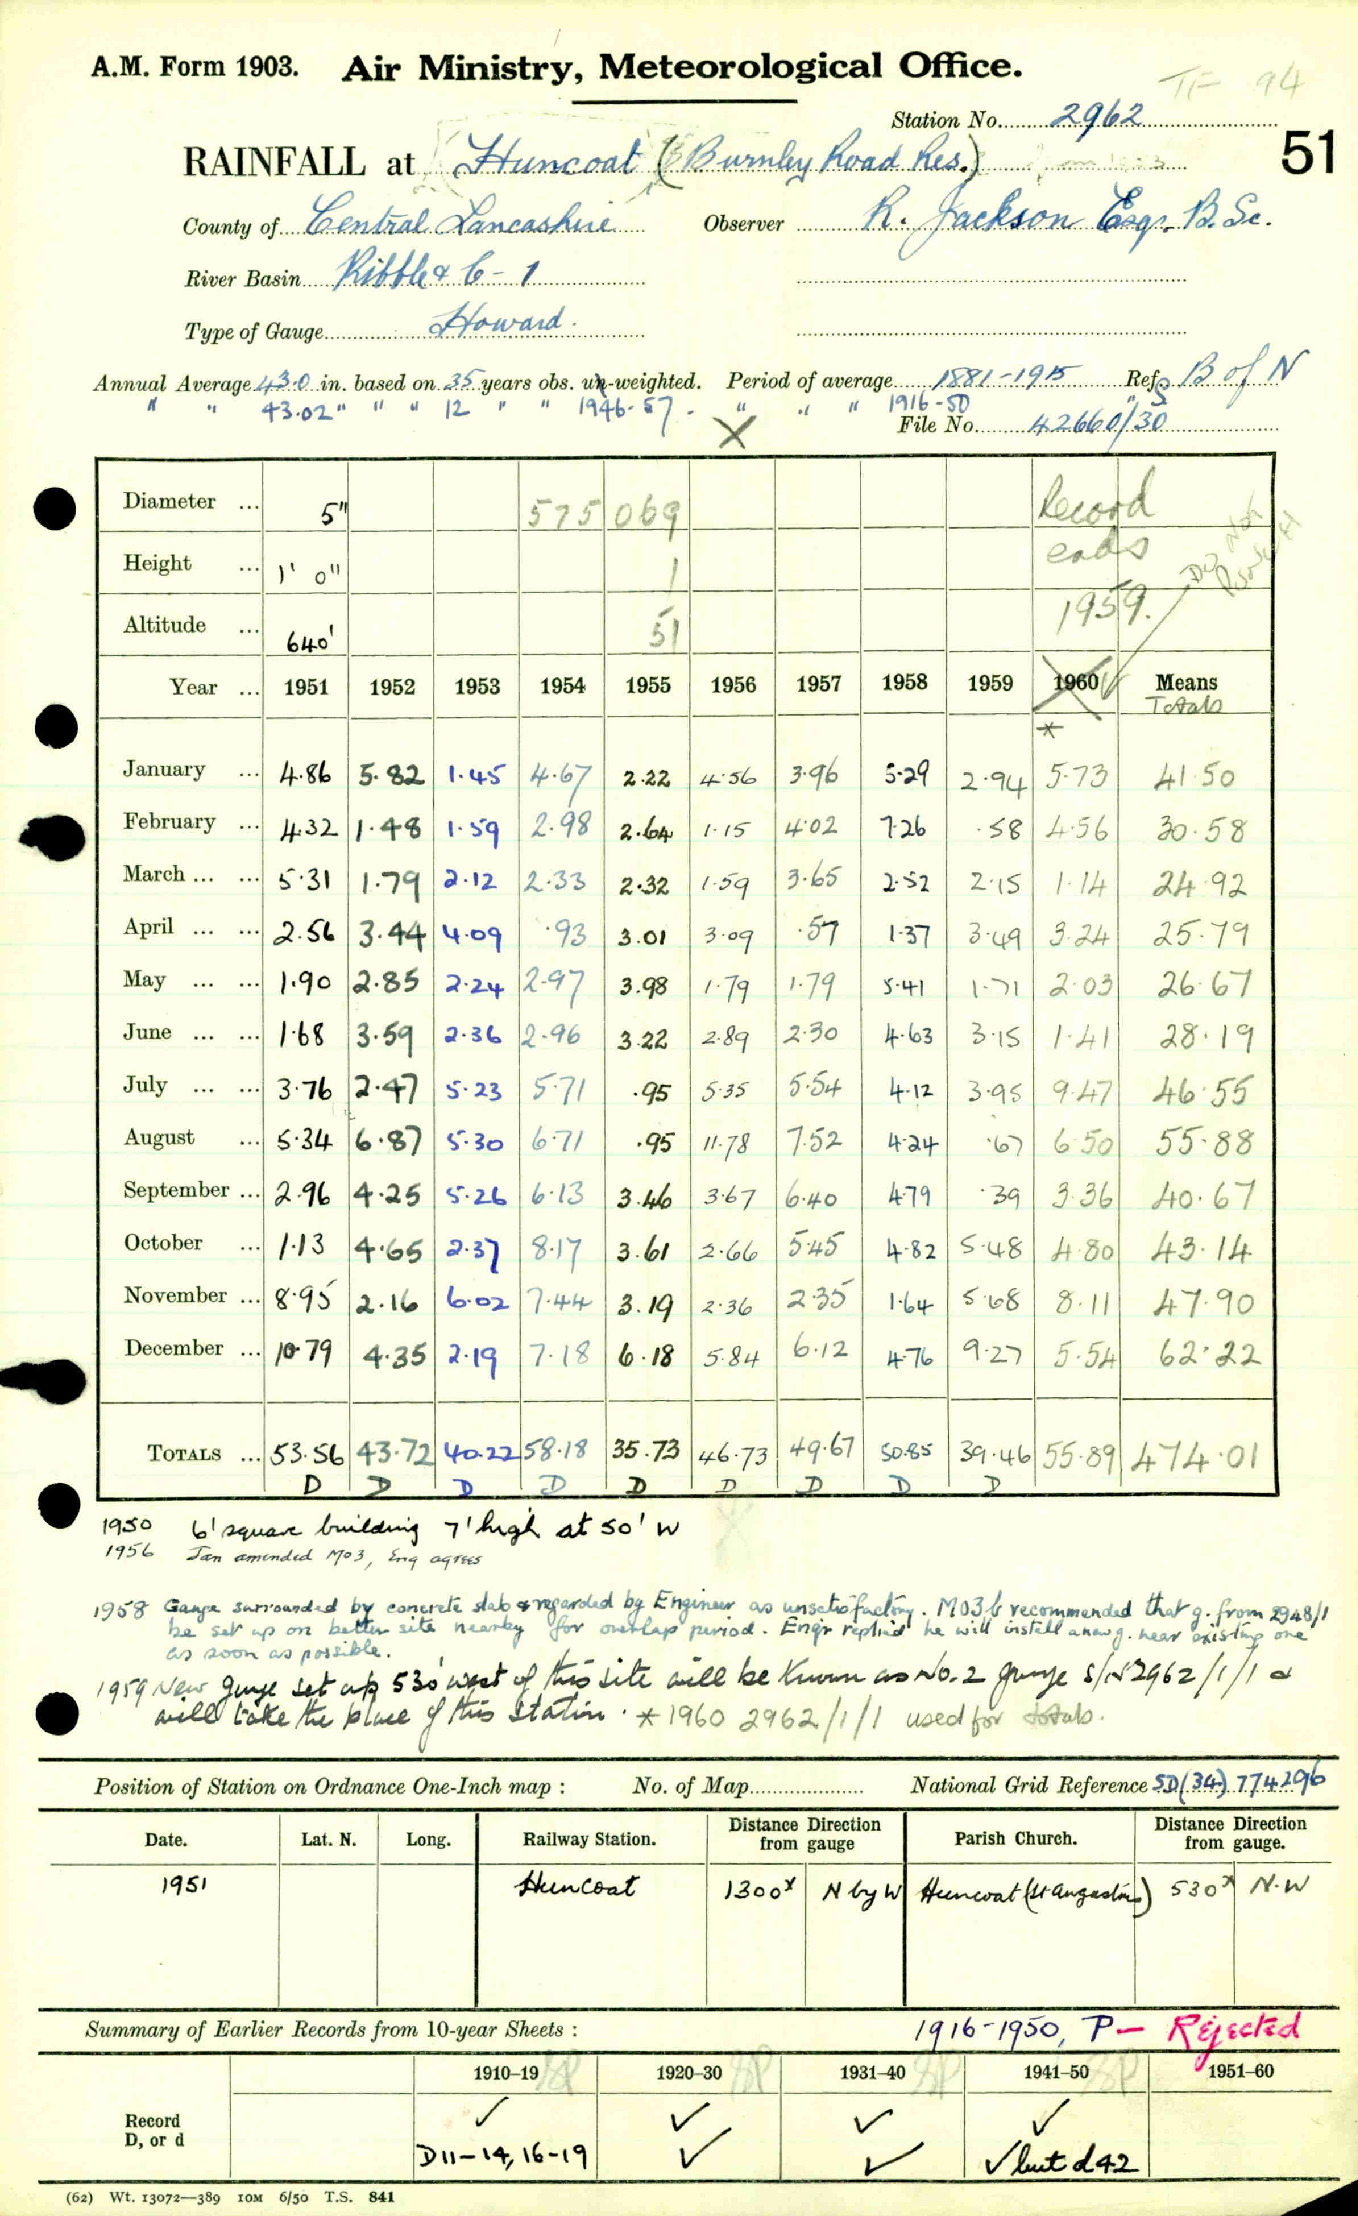 A.M. Form 1903. Air Ministry, Meteorological Office.
TF 94
Station No. 2962
51
RAINFALL at Huncoat (Burnley Road Res.)
County of Central Lancashire Observer R. Jackson Esqr. B.Sc.
River Basin Ribble & C - 1
Type of Gauge Howard.
Annual Average 43.0 in. based on 35 years obs. un-weighted. Period of average 1881-1915 Refs B of N
" " 43.02 " " " 12 " " 1946-57. " " " 1916-50 " S
X File No. 42660/30
Diameter ... 5" 575 069 Record
Height ... 1' 0" 1 ends
Altitude ... 640' 51 1959.
Year ... 1951 1952 1953 1954 1955 1956 1957 1958 1959 1960 Means
* Totals
January ... 4.86 5.82 1.45 4.67 2.22 4.56 3.96 5.29 2.94 5.73 41.50
February ... 4.32 1.48 1.59 2.98 2.64 1.15 4.02 7.26 .58 4.56 30.58
March ... ... 5.31 1.79 2.12 2.33 2.32 1.59 3.65 2.52 2.15 1.14 24.92
April ... ... 2.56 3.44 4.09 .93 3.01 3.09 .57 1.37 3.49 3.24 25.79
May ... ... 1.90 2.85 2.24 2.97 3.98 1.79 1.79 5.41 1.71 2.03 26.67
June ... ... 1.68 3.59 2.36 2.96 3.22 2.89 2.30 4.63 3.15 1.41 28.19
July ... ... 3.76 2.47 5.23 5.71 .95 5.35 5.54 4.12 3.95 9.47 46.55
August ... 5.34 6.87 5.30 6.71 .95 11.78 7.52 4.24 .67 6.50 55.88
September ... 2.96 4.25 5.26 6.13 3.46 3.67 6.40 4.79 .39 3.36 40.67
October ... 1.13 4.65 2.37 8.17 3.61 2.66 5.45 4.82 5.48 4.80 43.14
November ... 8.95 2.16 6.02 7.44 3.19 2.36 2.35 1.64 5.68 8.11 47.90
December ... 10.79 4.35 2.19 7.18 6.18 5.84 6.12 4.76 9.27 5.54 62.22
TOTALS ... 53.56 43.72 40.22 58.18 35.73 46.73 49.67 50.85 39.46 55.89 474.01
D D D D D D D D D
1950 6' square building 7' high at 50' W
1956 Jan amended M03, Eng agrees
1958 Gauge surrounded by concrete slab & regarded by Engineer as unsatisfactory. M03b recommended that g. from 2948/1
be set up on better site nearby for overlap period. Engr replied he will install a new g. near existing one
as soon as possible.
1959 New gauge set up 530' west of this site will be known as No. 2 gauge S/N 2962/1/1 &
will take the place of this Station. * 1960 2962/1/1 used for totals.
Position of Station on Ordnance One-Inch map : No. of Map National Grid Reference SD (34) 774296
Date. Lat. N. Long. Railway Station. Distance Direction from gauge Parish Church. Distance Direction from gauge.
1951 Huncoat 1300x N by W Huncoat (St Augustins) 530x N.W
Summary of Earlier Records from 10-year Sheets : 1916-1950, P— Rejected
1910–19 1920–30 1931–40 1941–50 1951–60
Record ✓ ✓ ✓ ✓
D, or d D11–14, 16–19 ✓ ✓ ✓ but d42
(62) Wt. 13072—389 10M 6/50 T.S. 841